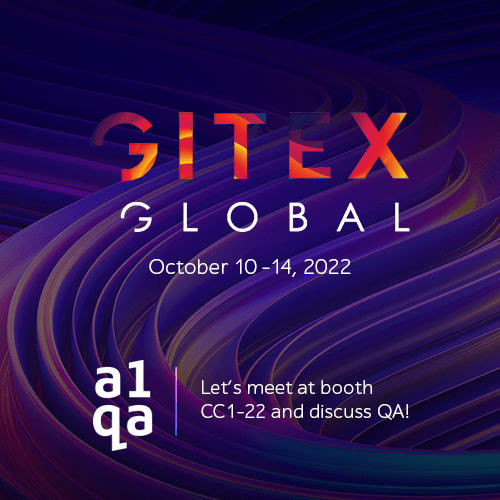 GITEX
GLOBAL
October 10-14, 2022
a1
qa
Let's meet at booth
CC1-22 and discuss QA!